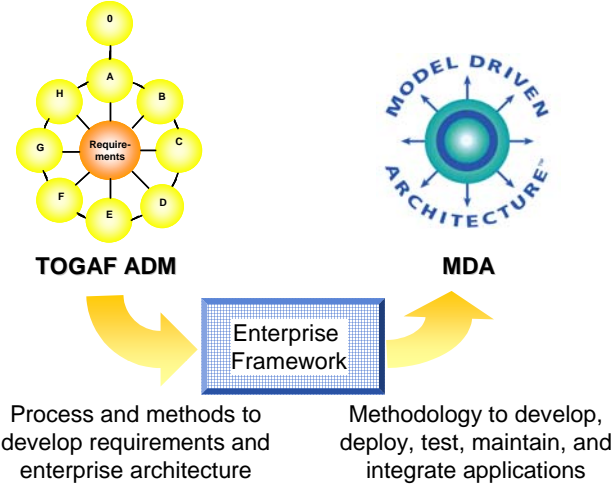 0
A
B
C
D
E
F
G
H
Require-
ments
MODEL DRIVEN
ARCHITECTURE™
TOGAF ADM
MDA
Enterprise
Framework
Process and methods to
develop requirements and
enterprise architecture
Methodology to develop,
deploy, test, maintain, and
integrate applications